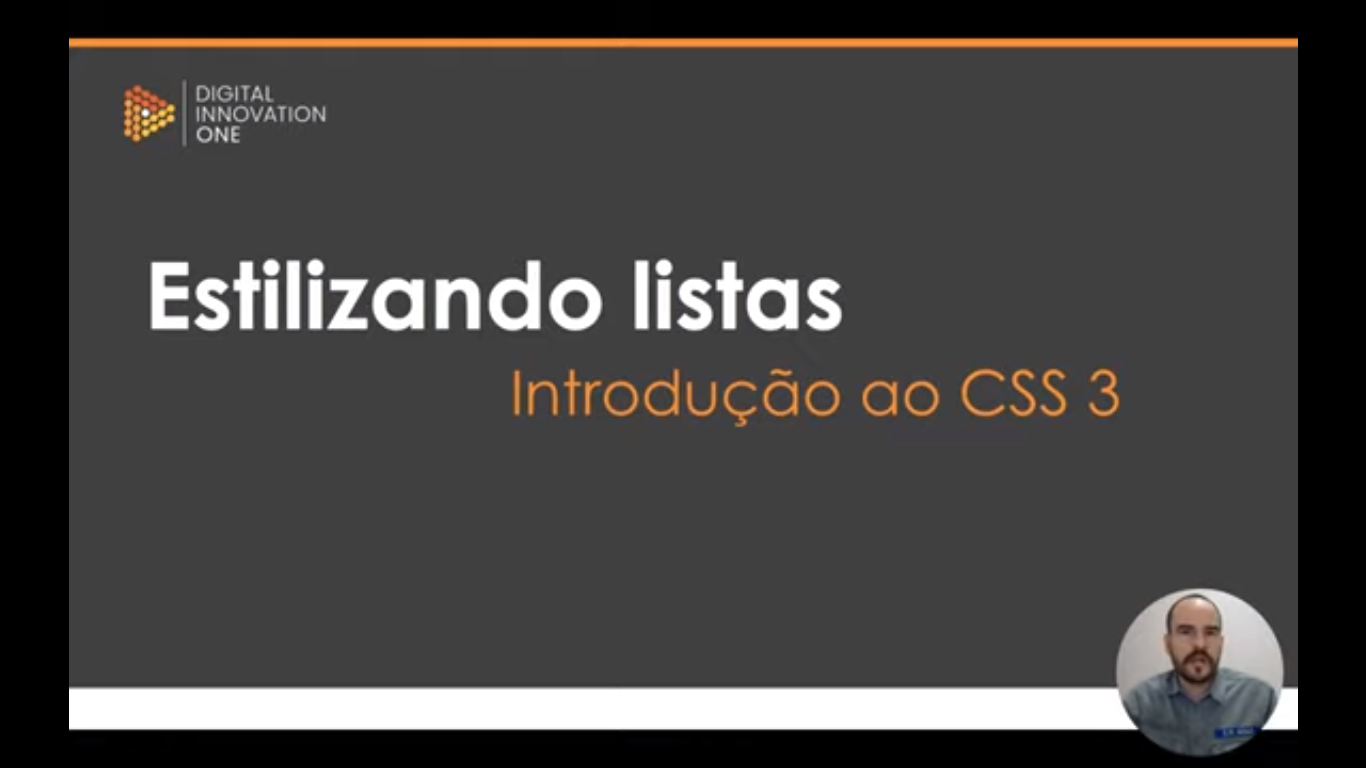 DIGITAL
INNOVATION
ONE
Estilizando listas
Introdução ao CSS 3